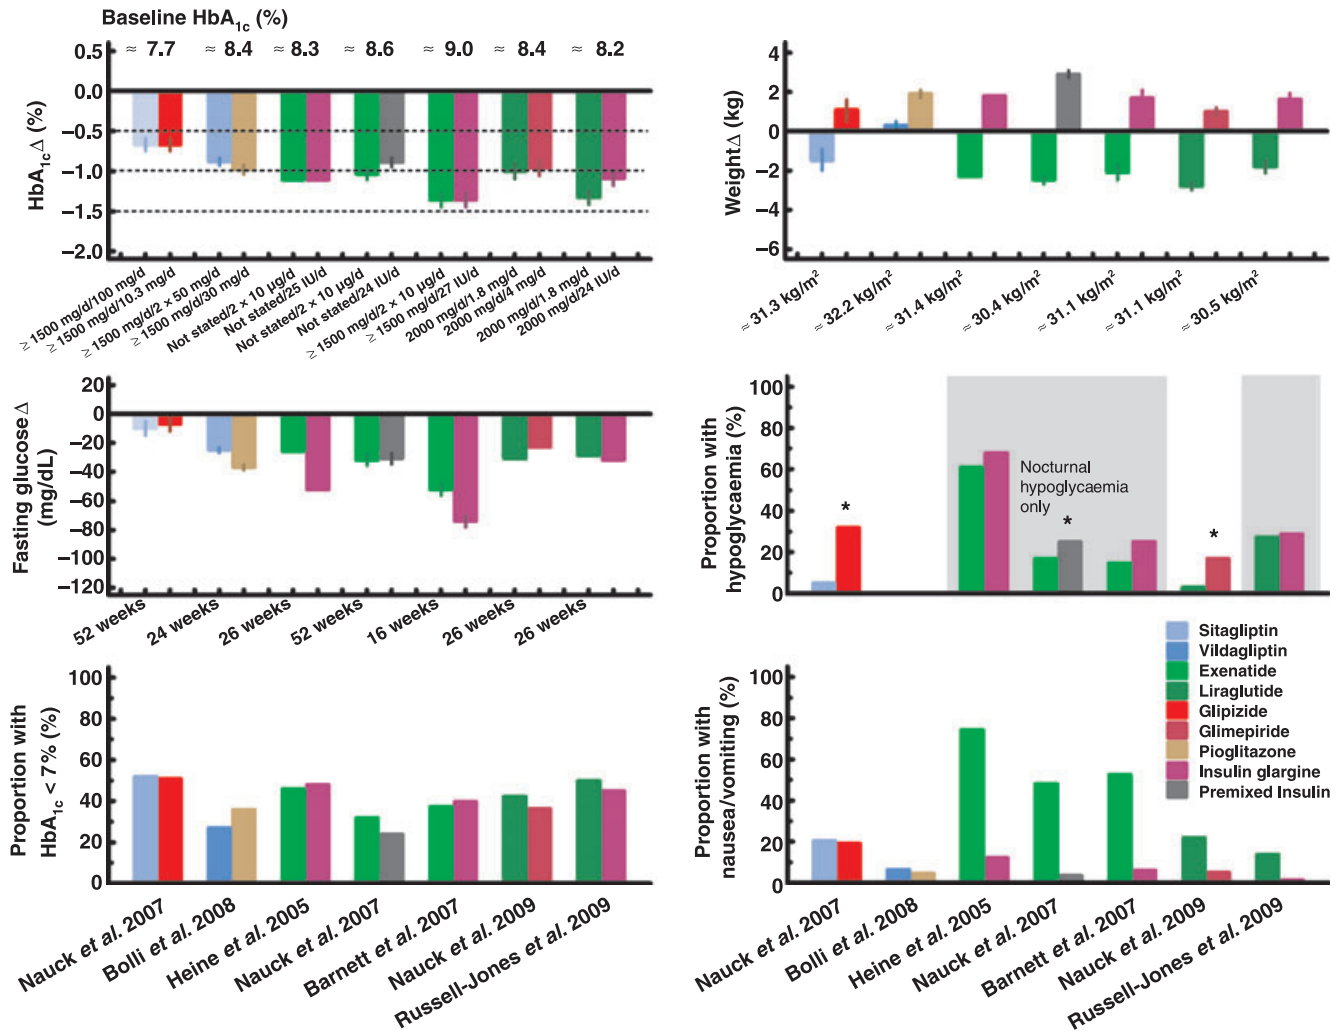 Baseline HbA1c (%)
≈ 7.7 ≈ 8.4 ≈ 8.3 ≈ 8.6 ≈ 9.0 ≈ 8.4 ≈ 8.2
HbA1c Δ (%)
0.5
0.0
−0.5
−1.0
−1.5
−2.0
≥ 1500 mg/d/100 mg/d
≥ 1500 mg/d/10.3 mg/d
≥ 1500 mg/d/2 × 50 mg/d
≥ 1500 mg/d/30 mg/d
Not stated/2 × 10 µg/d
Not stated/25 IU/d
Not stated/2 × 10 µg/d
Not stated/24 IU/d
≥ 1500 mg/d/2 × 10 µg/d
≥ 1500 mg/d/27 IU/d
2000 mg/d/1.8 mg/d
2000 mg/d/4 mg/d
2000 mg/d/1.8 mg/d
2000 mg/d/24 IU/d
Weight Δ (kg)
4
2
0
−2
−4
−6
≈ 31.3 kg/m²
≈ 32.2 kg/m²
≈ 31.4 kg/m²
≈ 30.4 kg/m²
≈ 31.1 kg/m²
≈ 31.1 kg/m²
≈ 30.5 kg/m²
Fasting glucose Δ
(mg/dL)
20
0
−20
−40
−60
−80
−100
−120
52 weeks
24 weeks
26 weeks
52 weeks
16 weeks
26 weeks
26 weeks
Proportion with
hypoglycaemia (%)
100
80
60
40
20
0
*
Nocturnal
hypoglycaemia
only
*
*
Proportion with
HbA1c < 7% (%)
100
80
60
40
20
0
Nauck et al. 2007
Bolli et al. 2008
Heine et al. 2005
Nauck et al. 2007
Barnett et al. 2007
Nauck et al. 2009
Russell-Jones et al. 2009
Proportion with
nausea/vomiting (%)
100
80
60
40
20
0
Sitagliptin
Vildagliptin
Exenatide
Liraglutide
Glipizide
Glimepiride
Pioglitazone
Insulin glargine
Premixed Insulin
Nauck et al. 2007
Bolli et al. 2008
Heine et al. 2005
Nauck et al. 2007
Barnett et al. 2007
Nauck et al. 2009
Russell-Jones et al. 2009